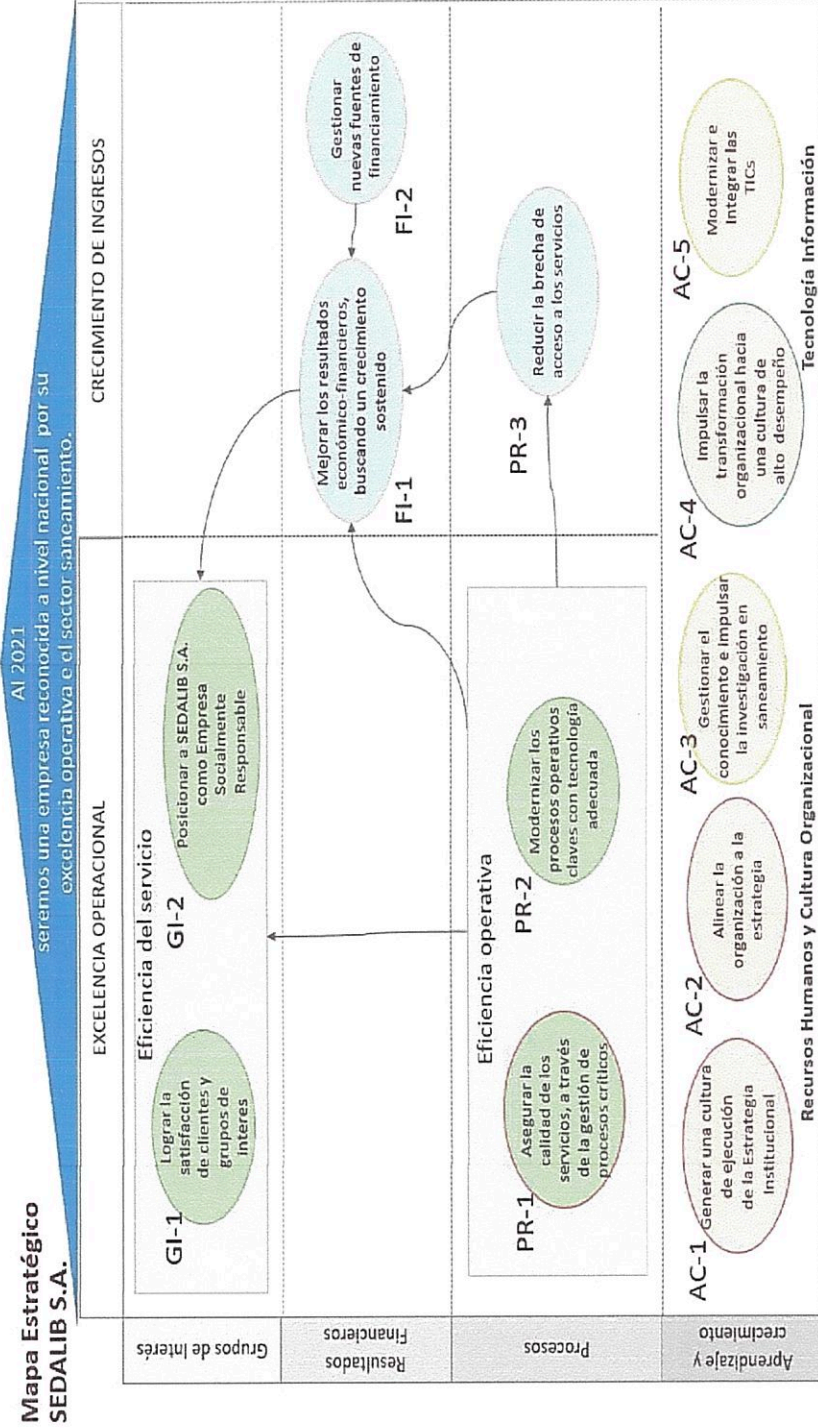 Mapa Estratégico
SEDALIB S.A.
Al 2021
seremos una empresa reconocida a nivel nacional por su
excelencia operativa e el sector saneamiento.
EXCELENCIA OPERACIONAL
CRECIMIENTO DE INGRESOS
Grupos de Interés
Eficiencia del servicio
GI-1
Lograr la
satisfacción
de clientes y
grupos de
interes
GI-2
Posicionar a SEDALIB S.A.
como Empresa
Socialmente
Responsable
Resultados
Financieros
FI-1
Mejorar los resultados
económico-financieros,
buscando un crecimiento
sostenido
FI-2
Gestionar
nuevas fuentes de
financiamiento
Procesos
Eficiencia operativa
PR-1
Asegurar la
calidad de los
servicios, a través
de la gestión de
procesos críticos
PR-2
Modernizar los
procesos operativos
claves con tecnología
adecuada
PR-3
Reducir la brecha de
acceso a los servicios
Aprendizaje y
crecimiento
AC-1
Generar una cultura
de ejecución
de la Estrategia
Institucional
AC-2
Alinear la
organización a la
estrategia
AC-3
Gestionar el
conocimiento e impulsar
la investigación en
saneamiento
AC-4
Impulsar la
transformación
organizacional hacia
una cultura de
alto desempeño
AC-5
Modernizar e
Integrar las
TICs
Recursos Humanos y Cultura Organizacional
Tecnología Información